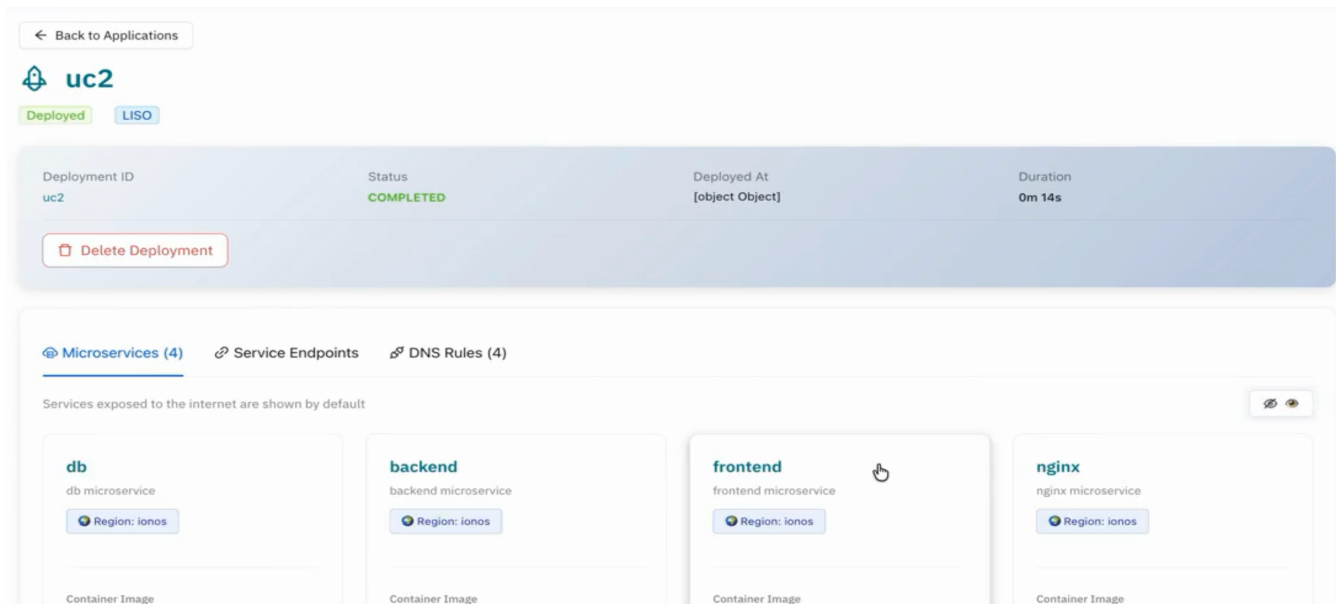 Back to Applications
uc2
Deployed LISO
Deployment ID Status Deployed At Duration
uc2 COMPLETED [object Object] 0m 14s
Delete Deployment
Microservices (4) Service Endpoints DNS Rules (4)
Services exposed to the internet are shown by default
db backend frontend nginx
db microservice backend microservice frontend microservice nginx microservice
Region: ionos Region: ionos Region: ionos Region: ionos
Container Image Container Image Container Image Container Image